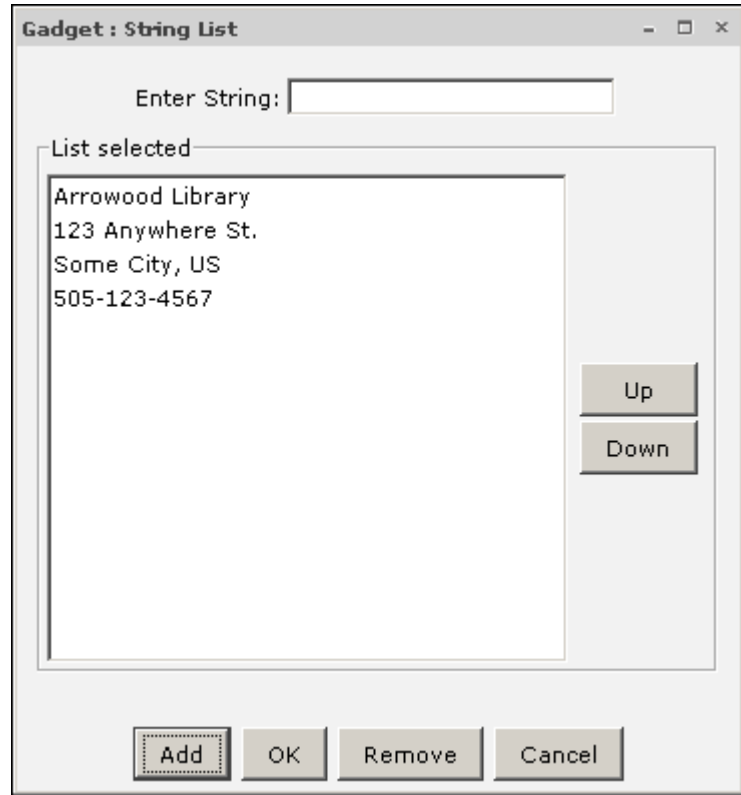 Gadget : String List
Enter String:
List selected
Arrowood Library
123 Anywhere St.
Some City, US
505-123-4567
Up
Down
Add OK Remove Cancel